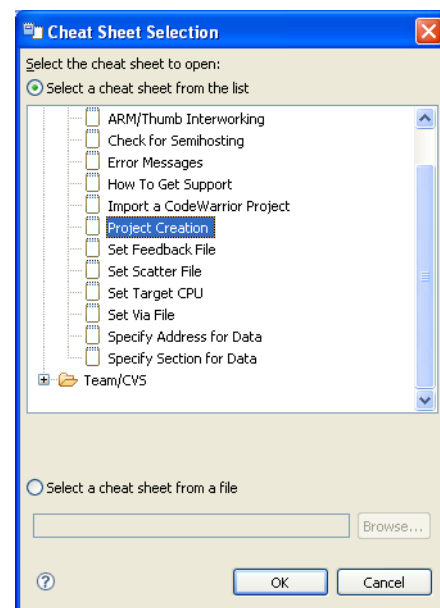 Cheat Sheet Selection
Select the cheat sheet to open:
Select a cheat sheet from the list
ARM/Thumb Interworking
Check for Semihosting
Error Messages
How To Get Support
Import a CodeWarrior Project
Project Creation
Set Feedback File
Set Scatter File
Set Target CPU
Set Via File
Specify Address for Data
Specify Section for Data
Team/CVS
Select a cheat sheet from a file
Browse...
OK Cancel